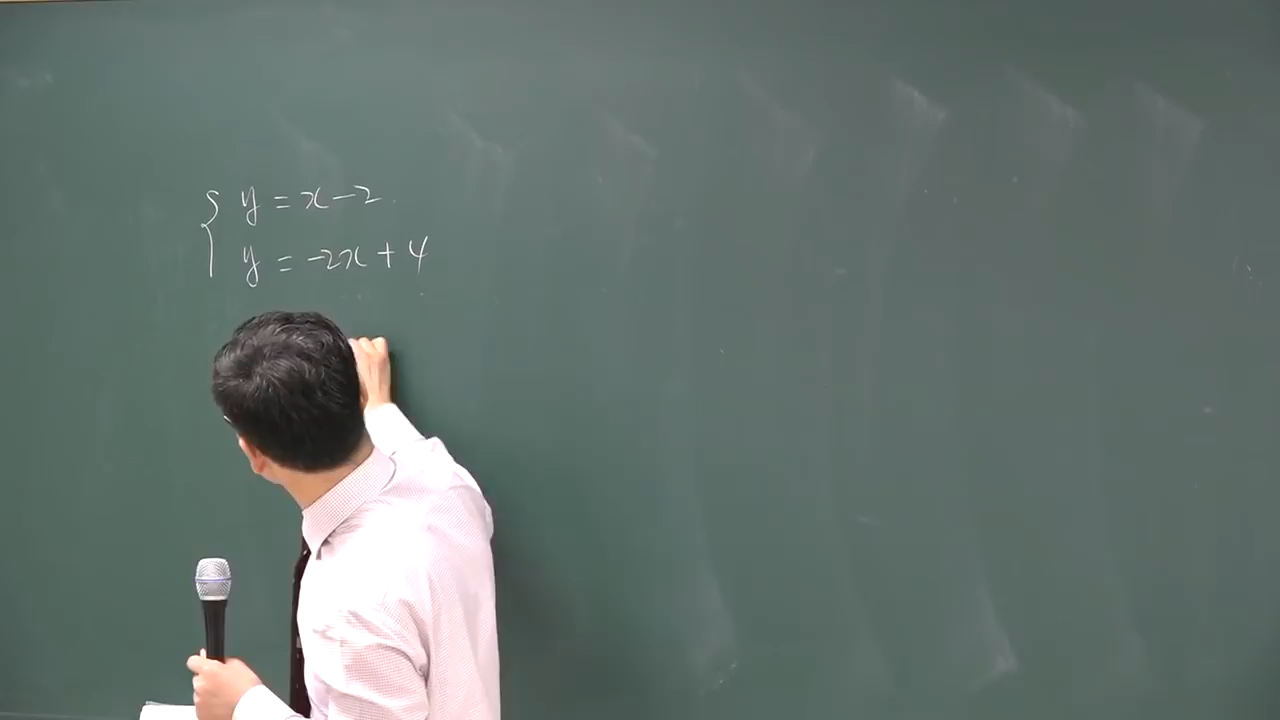 y = x - 2
y = -2x + 4